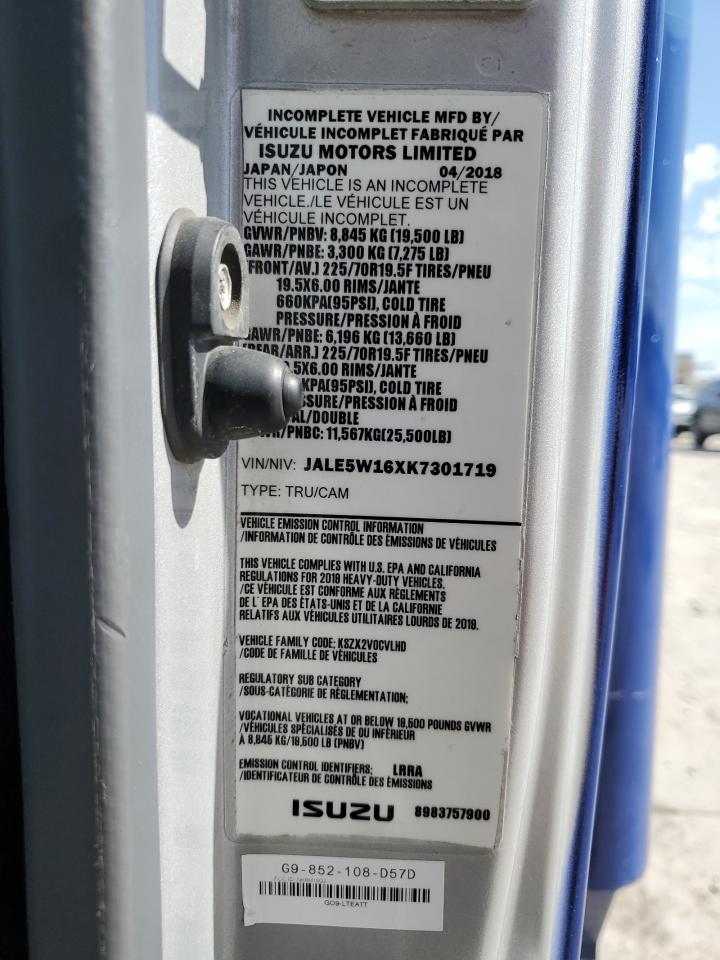 INCOMPLETE VEHICLE MFD BY/
VÉHICULE INCOMPLET FABRIQUÉ PAR
ISUZU MOTORS LIMITED
JAPAN/JAPON 04/2018
THIS VEHICLE IS AN INCOMPLETE
VEHICLE./LE VÉHICULE EST UN
VÉHICULE INCOMPLET.
GVWR/PNBV: 8,845 KG (19,500 LB)
GAWR/PNBE: 3,300 KG (7,275 LB)
(FRONT/AV.) 225/70R19.5F TIRES/PNEU
19.5X6.00 RIMS/JANTE
660KPA(95PSI), COLD TIRE
PRESSURE/PRESSION À FROID
GAWR/PNBE: 6,196 KG (13,660 LB)
225/70R19.5F TIRES/PNEU
RIMS/JANTE
COLD TIRE
À FROID
11,567KG(25,500LB)
VIN/NIV: JALE5W16XK7301719
TYPE: TRU/CAM
VEHICLE EMISSION CONTROL INFORMATION
/INFORMATION DE CONTRÔLE DES ÉMISSIONS DE VÉHICULES
THIS VEHICLE COMPLIES WITH U.S. EPA AND CALIFORNIA
REGULATIONS FOR 2018 HEAVY-DUTY VEHICLES.
/CE VÉHICULE EST CONFORME AUX RÈGLEMENTS
DE L' EPA DES ÉTATS-UNIS ET DE LA CALIFORNIE
RELATIFS AUX VÉHICULES UTILITAIRES LOURDS DE 2019.
VEHICLE FAMILY CODE: KSZX2VOCVLHD
/CODE DE FAMILLE DE VÉHICULES
REGULATORY SUB CATEGORY
/SOUS-CATÉGORIE DE RÈGLEMENTATION;
VOCATIONAL VEHICLES AT OR BELOW 19,500 POUNDS GVWR
/VÉHICULES SPÉCIALISÉS DE OU INFÉRIEUR
À 8,845 KG/19,500 LB (PNBV)
EMISSION CONTROL IDENTIFIERS; LRRA
/IDENTIFICATEUR DE CONTRÔLE DES ÉMISSIONS
ISUZU 8983757900
G9-852-108-D57D
GO9-LTEATT